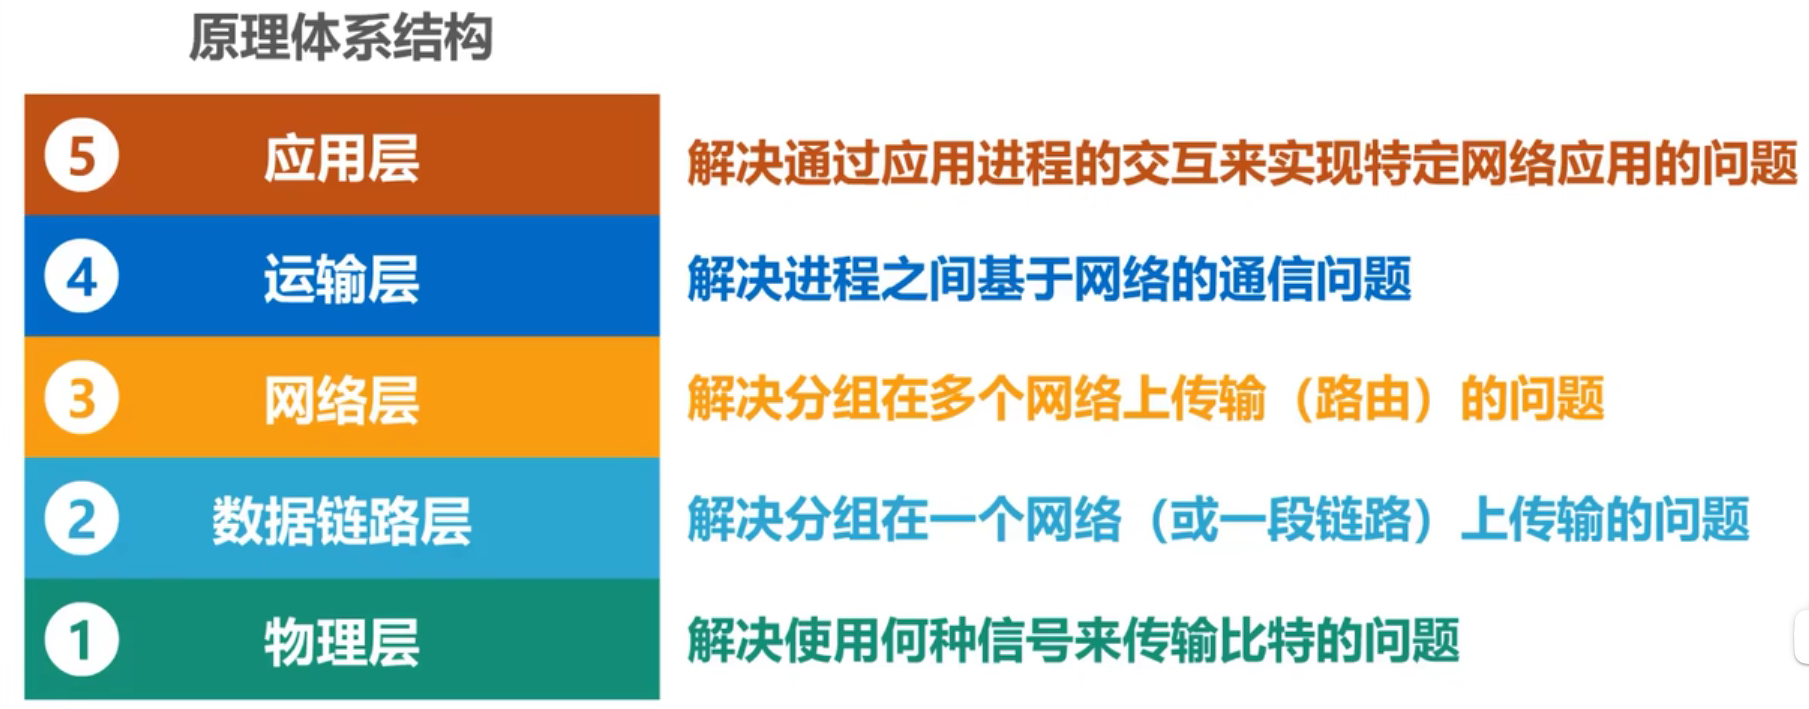 原理体系结构
5 应用层 解决通过应用进程的交互来实现特定网络应用的问题
4 运输层 解决进程之间基于网络的通信问题
3 网络层 解决分组在多个网络上传输（路由）的问题
2 数据链路层 解决分组在一个网络（或一段链路）上传输的问题
1 物理层 解决使用何种信号来传输比特的问题